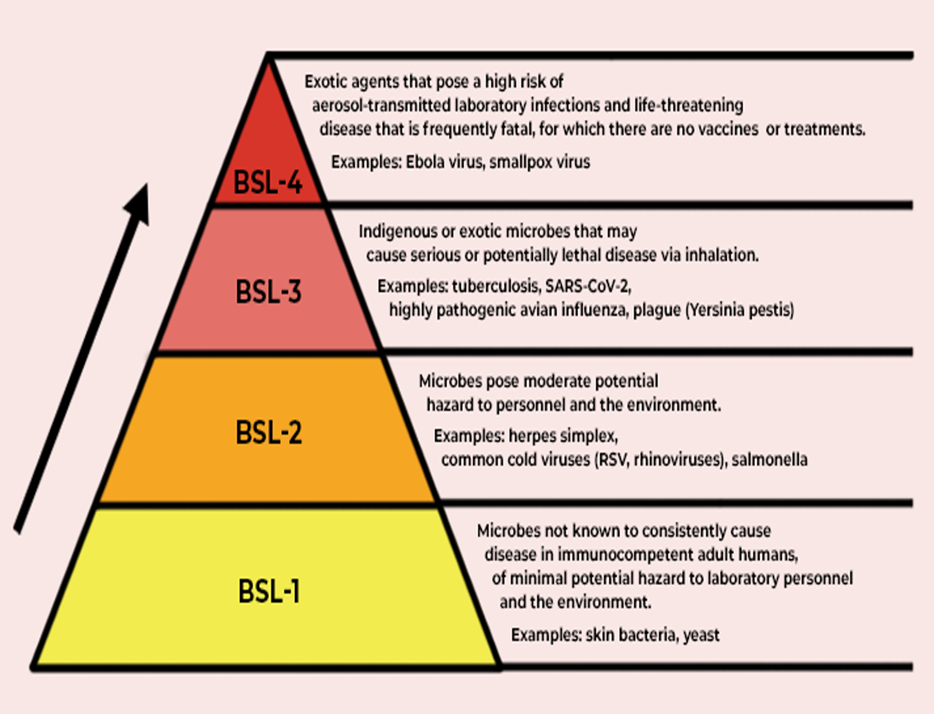 Exotic agents that pose a high risk of
aerosol-transmitted laboratory infections and life-threatening
disease that is frequently fatal, for which there are no vaccines or treatments.
Examples: Ebola virus, smallpox virus
BSL-4
Indigenous or exotic microbes that may
cause serious or potentially lethal disease via inhalation.
Examples: tuberculosis, SARS-CoV-2,
highly pathogenic avian influenza, plague (Yersinia pestis)
BSL-3
Microbes pose moderate potential
hazard to personnel and the environment.
Examples: herpes simplex,
common cold viruses (RSV, rhinoviruses), salmonella
BSL-2
Microbes not known to consistently cause
disease in immunocompetent adult humans,
of minimal potential hazard to laboratory personnel
and the environment.
Examples: skin bacteria, yeast
BSL-1